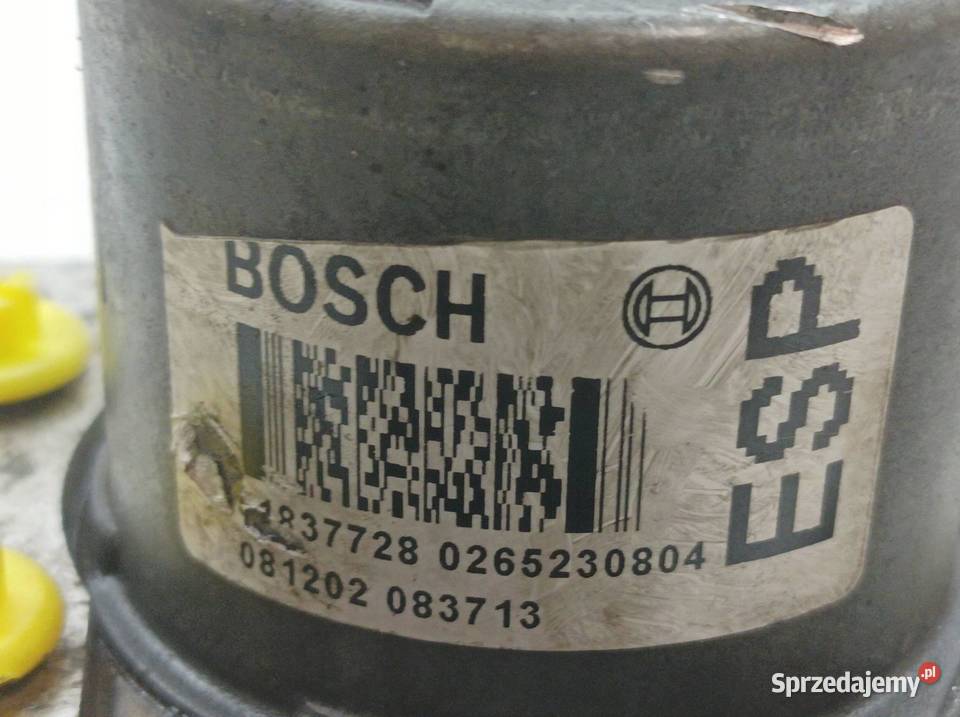 BOSCH
ESP
1837728 0265230804
081202 083713
Sprzedajemy.pl